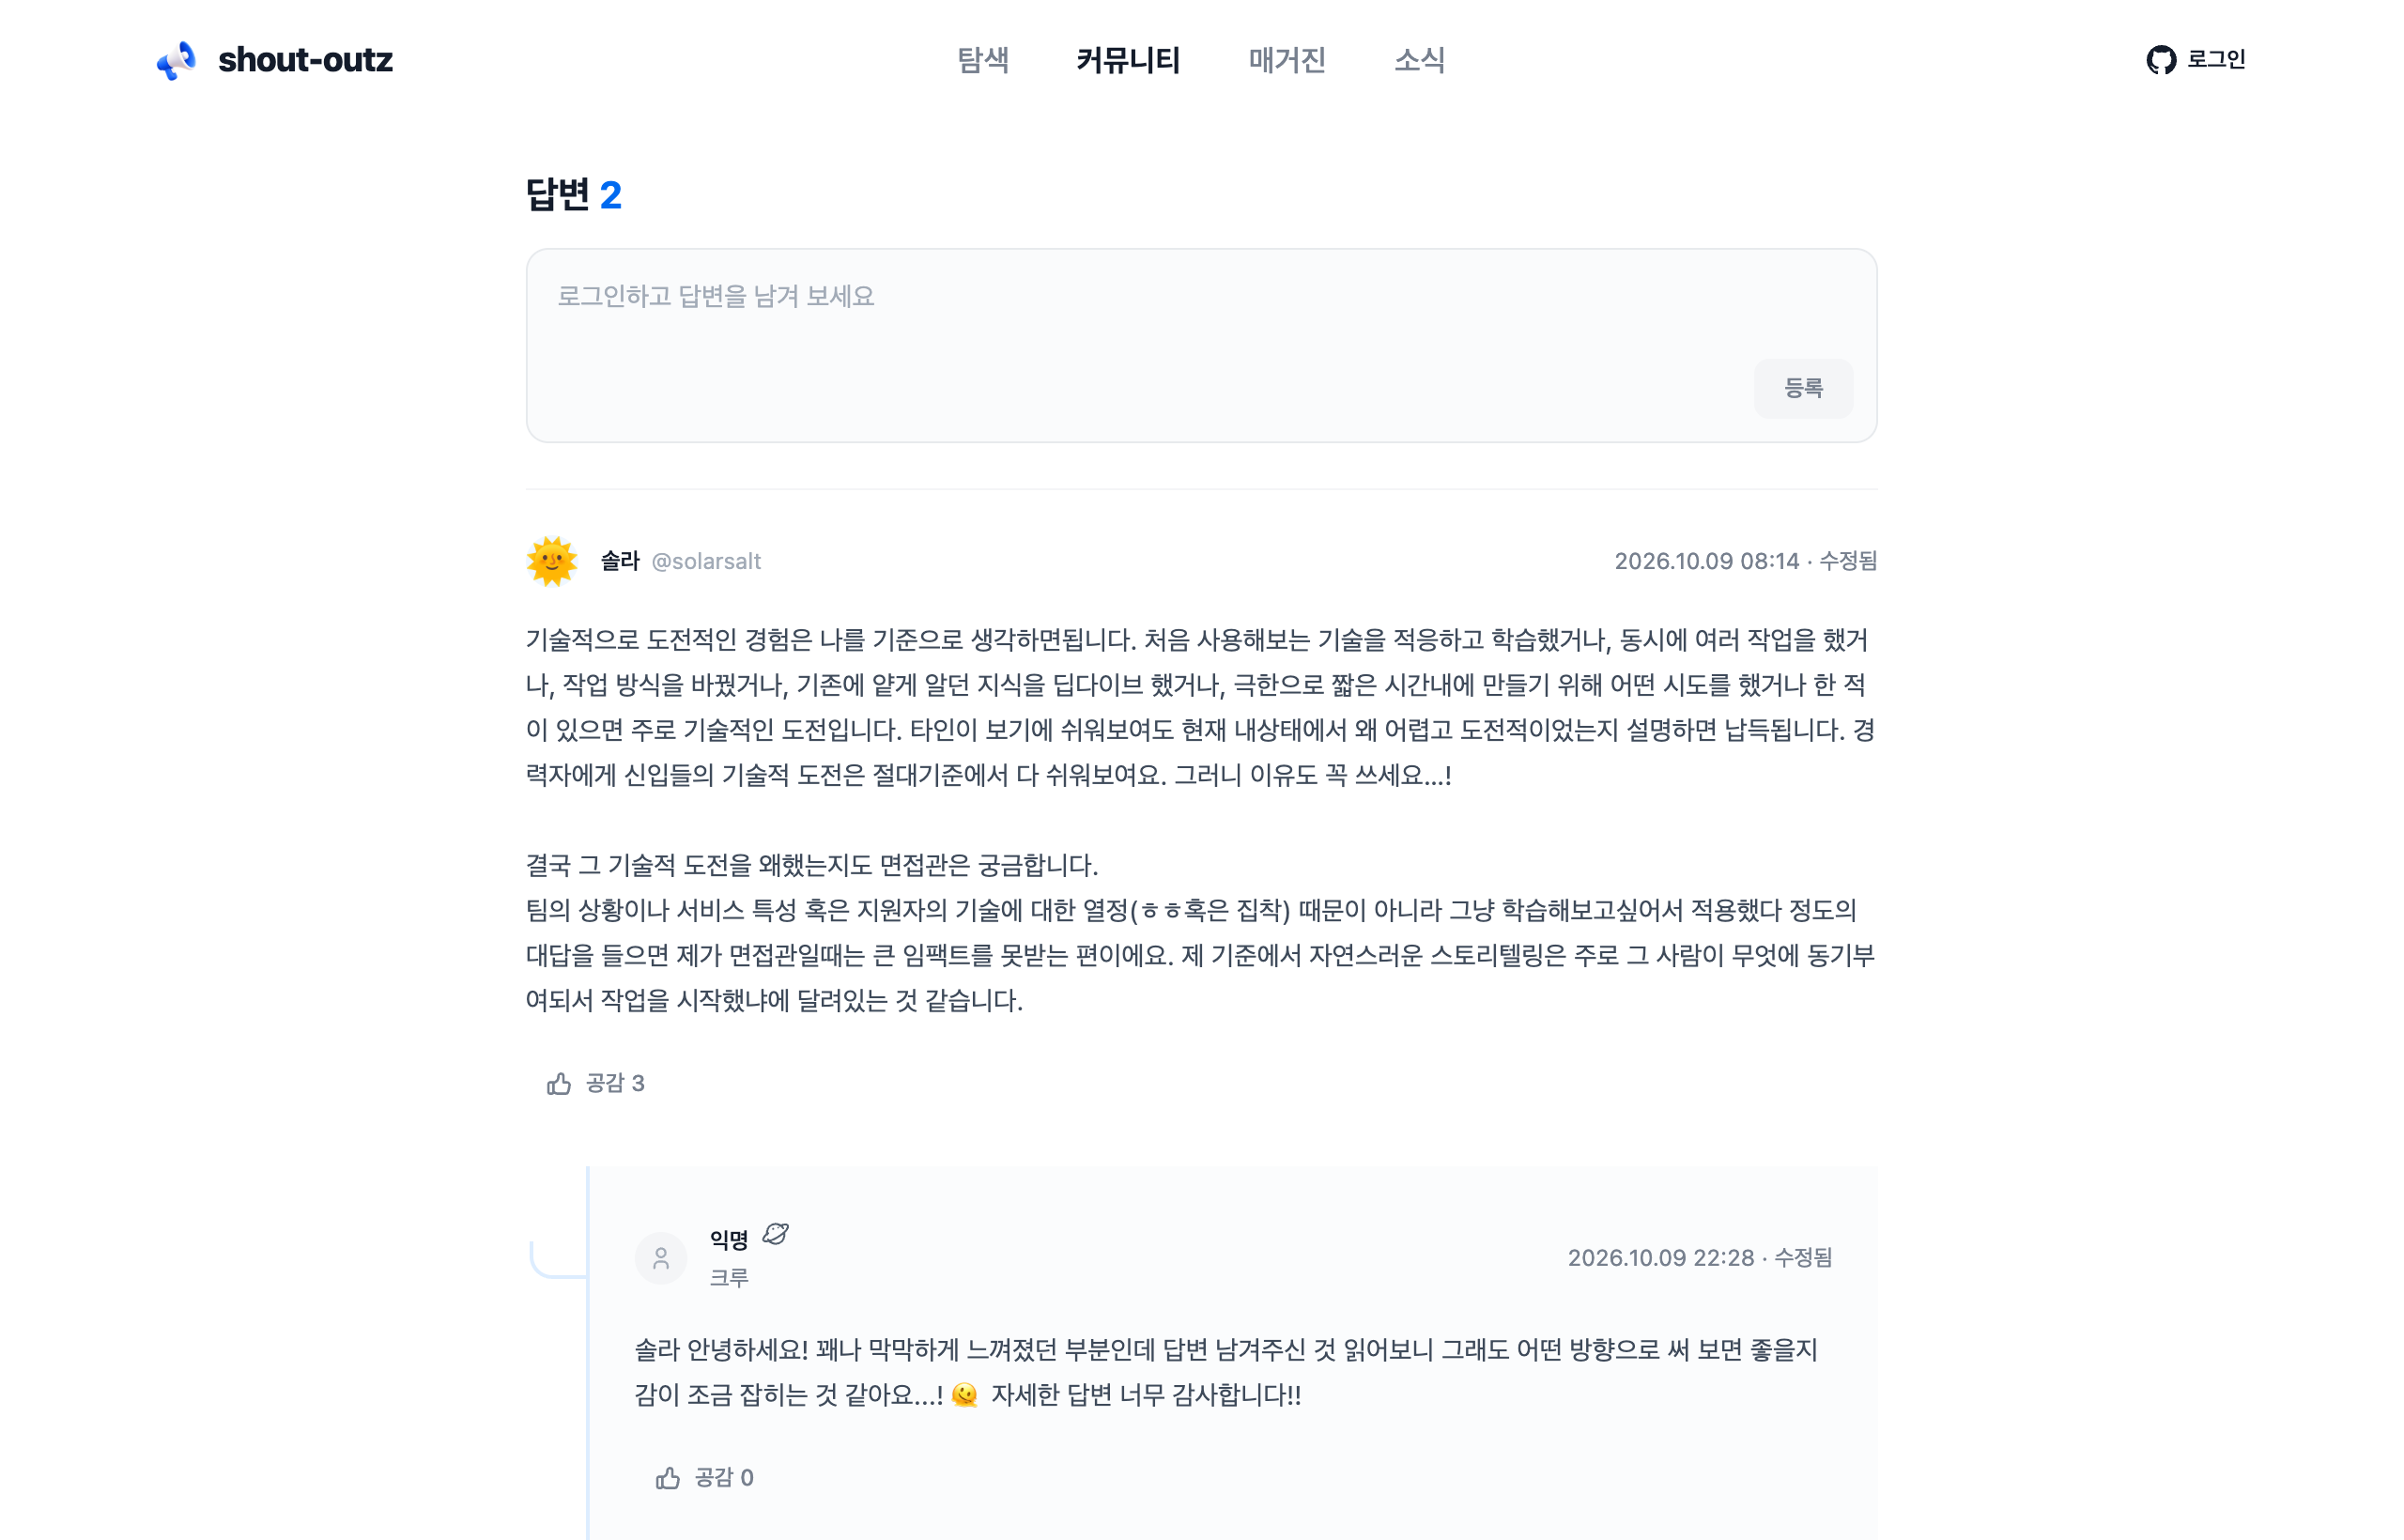 shout-outz
탐색 커뮤니티 매거진 소식
로그인
답변 2
로그인하고 답변을 남겨 보세요
등록
솔라 @solarsalt
2026.10.09 08:14 · 수정됨
기술적으로 도전적인 경험은 나를 기준으로 생각하면됩니다. 처음 사용해보는 기술을 적응하고 학습했거나, 동시에 여러 작업을 했거
나, 작업 방식을 바꿨거나, 기존에 얕게 알던 지식을 딥다이브 했거나, 극한으로 짧은 시간내에 만들기 위해 어떤 시도를 했거나 한 적
이 있으면 주로 기술적인 도전입니다. 타인이 보기에 쉬워보여도 현재 내상태에서 왜 어렵고 도전적이었는지 설명하면 납득됩니다. 경
력자에게 신입들의 기술적 도전은 절대기준에서 다 쉬워보여요. 그러니 이유도 꼭 쓰세요...!
결국 그 기술적 도전을 왜했는지도 면접관은 궁금합니다.
팀의 상황이나 서비스 특성 혹은 지원자의 기술에 대한 열정(ㅎㅎ혹은 집착) 때문이 아니라 그냥 학습해보고싶어서 적용했다 정도의
대답을 들으면 제가 면접관일때는 큰 임팩트를 못받는 편이에요. 제 기준에서 자연스러운 스토리텔링은 주로 그 사람이 무엇에 동기부
여되서 작업을 시작했냐에 달려있는 것 같습니다.
공감 3
익명
크루
2026.10.09 22:28 · 수정됨
솔라 안녕하세요! 꽤나 막막하게 느껴졌던 부분인데 답변 남겨주신 것 읽어보니 그래도 어떤 방향으로 써 보면 좋을지
감이 조금 잡히는 것 같아요...! 🫠 자세한 답변 너무 감사합니다!!
공감 0